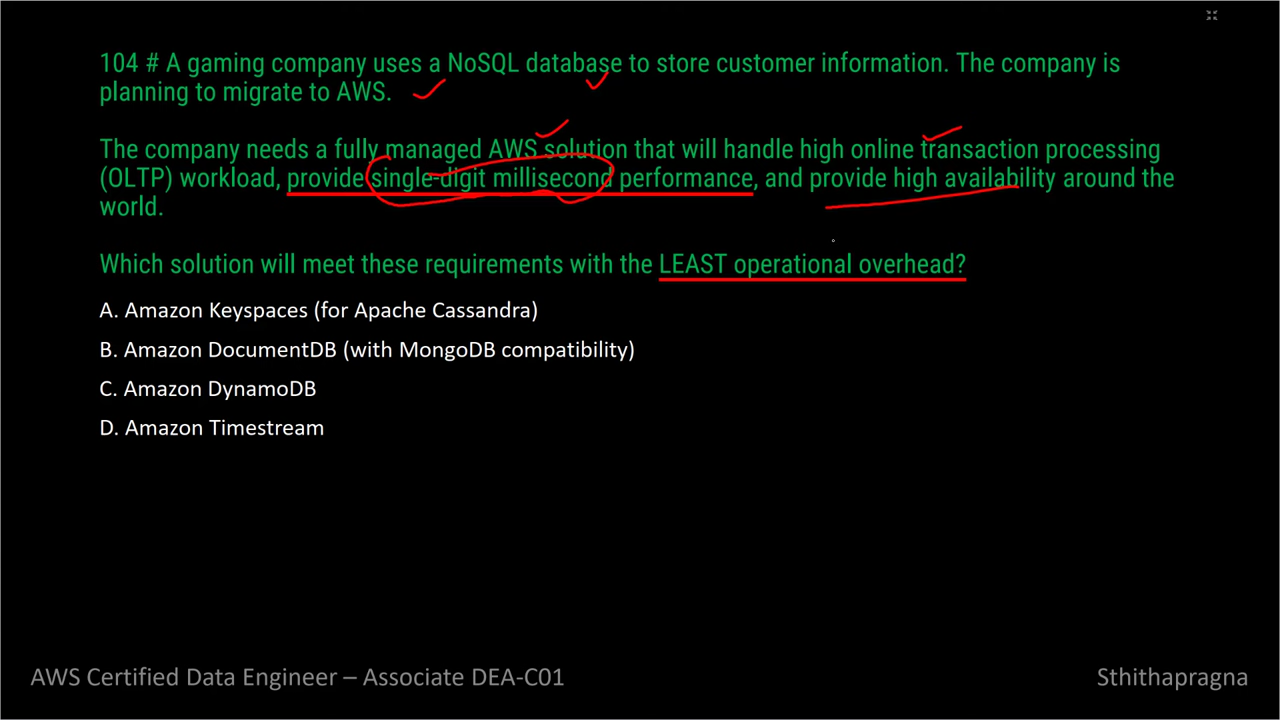 104 # A gaming company uses a NoSQL database to store customer information. The company is
planning to migrate to AWS.
The company needs a fully managed AWS solution that will handle high online transaction processing
(OLTP) workload, provide single-digit millisecond performance, and provide high availability around the
world.
Which solution will meet these requirements with the LEAST operational overhead?
A. Amazon Keyspaces (for Apache Cassandra)
B. Amazon DocumentDB (with MongoDB compatibility)
C. Amazon DynamoDB
D. Amazon Timestream
AWS Certified Data Engineer – Associate DEA-C01
Sthithapragna